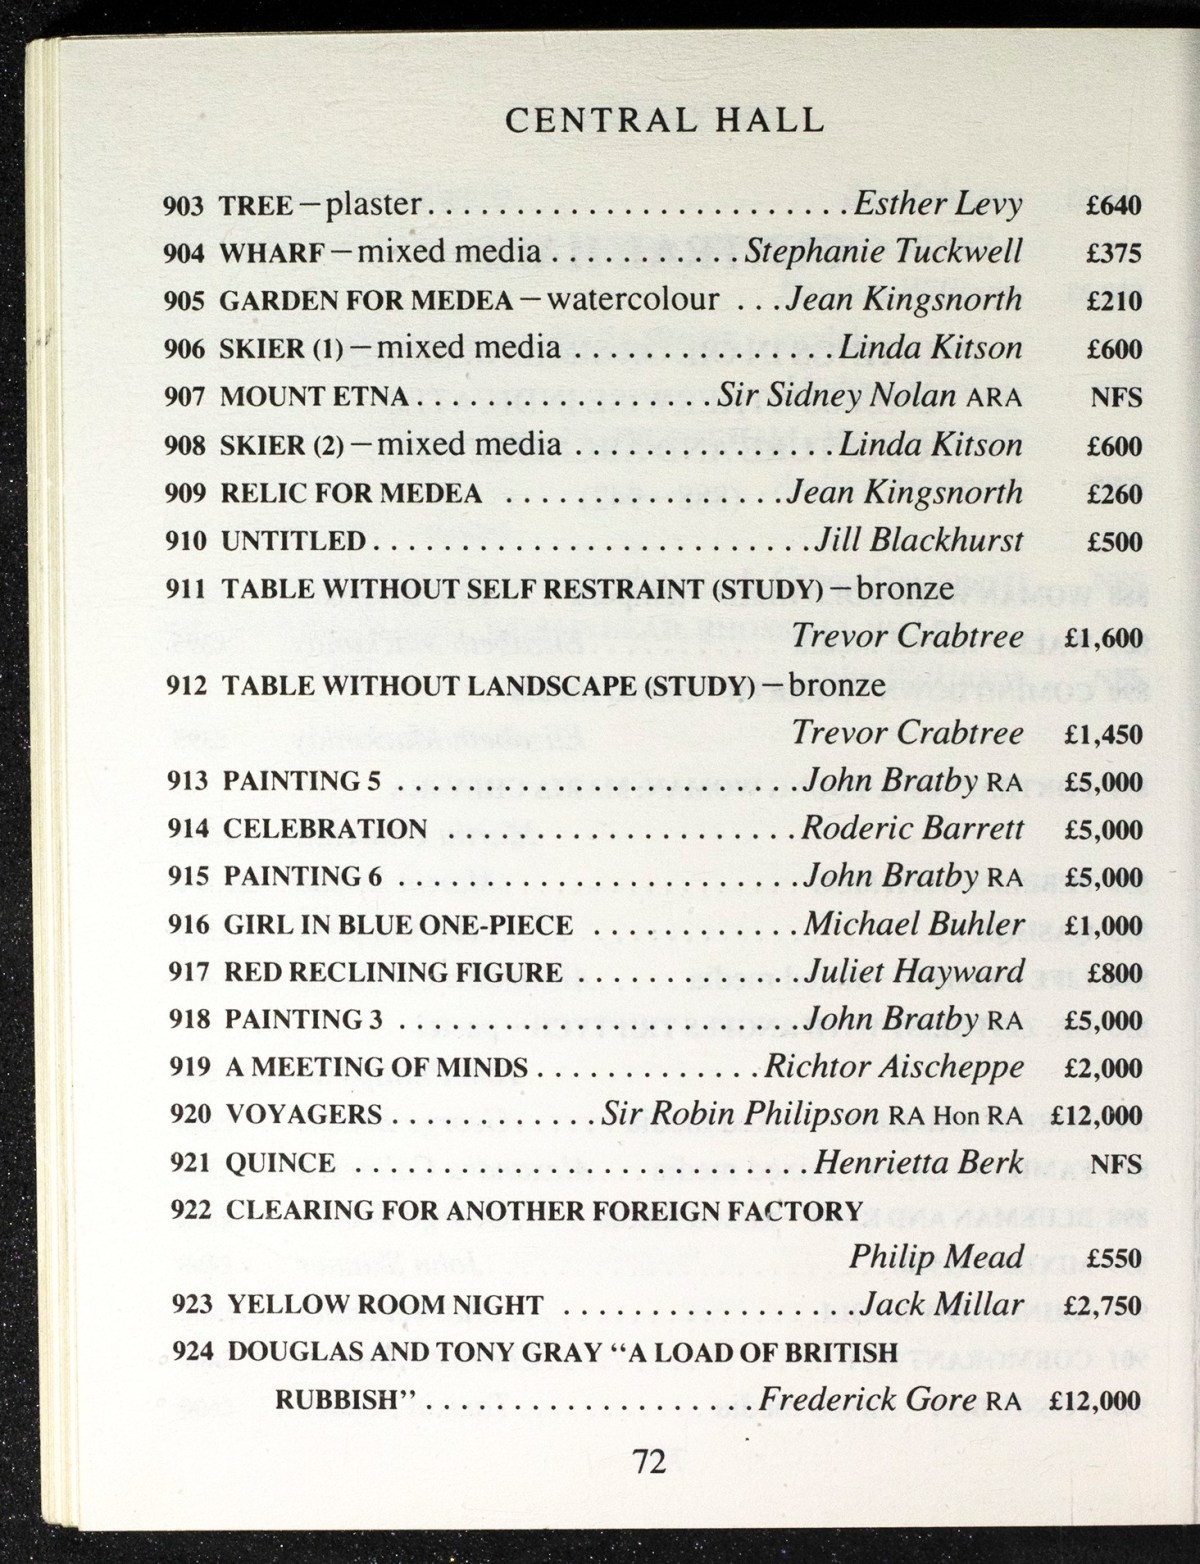 CENTRAL HALL
903 TREE—plaster........................Esther Levy £640
904 WHARF—mixed media...........Stephanie Tuckwell £375
905 GARDEN FOR MEDEA—watercolour ...Jean Kingsnorth £210
906 SKIER (1)—mixed media...............Linda Kitson £600
907 MOUNT ETNA.................Sir Sidney Nolan ARA NFS
908 SKIER (2)—mixed media...............Linda Kitson £600
909 RELIC FOR MEDEA ................Jean Kingsnorth £260
910 UNTITLED.........................Jill Blackhurst £500
911 TABLE WITHOUT SELF RESTRAINT (STUDY)—bronze
Trevor Crabtree £1,600
912 TABLE WITHOUT LANDSCAPE (STUDY)—bronze
Trevor Crabtree £1,450
913 PAINTING 5 .......................John Bratby RA £5,000
914 CELEBRATION ....................Roderic Barrett £5,000
915 PAINTING 6 .......................John Bratby RA £5,000
916 GIRL IN BLUE ONE-PIECE ............Michael Buhler £1,000
917 RED RECLINING FIGURE.............Juliet Hayward £800
918 PAINTING 3 .......................John Bratby RA £5,000
919 A MEETING OF MINDS.............Richtor Aischeppe £2,000
920 VOYAGERS............Sir Robin Philipson RA Hon RA £12,000
921 QUINCE ..........................Henrietta Berk NFS
922 CLEARING FOR ANOTHER FOREIGN FACTORY
Philip Mead £550
923 YELLOW ROOM NIGHT .................Jack Millar £2,750
924 DOUGLAS AND TONY GRAY “A LOAD OF BRITISH
RUBBISH”...................Frederick Gore RA £12,000
72